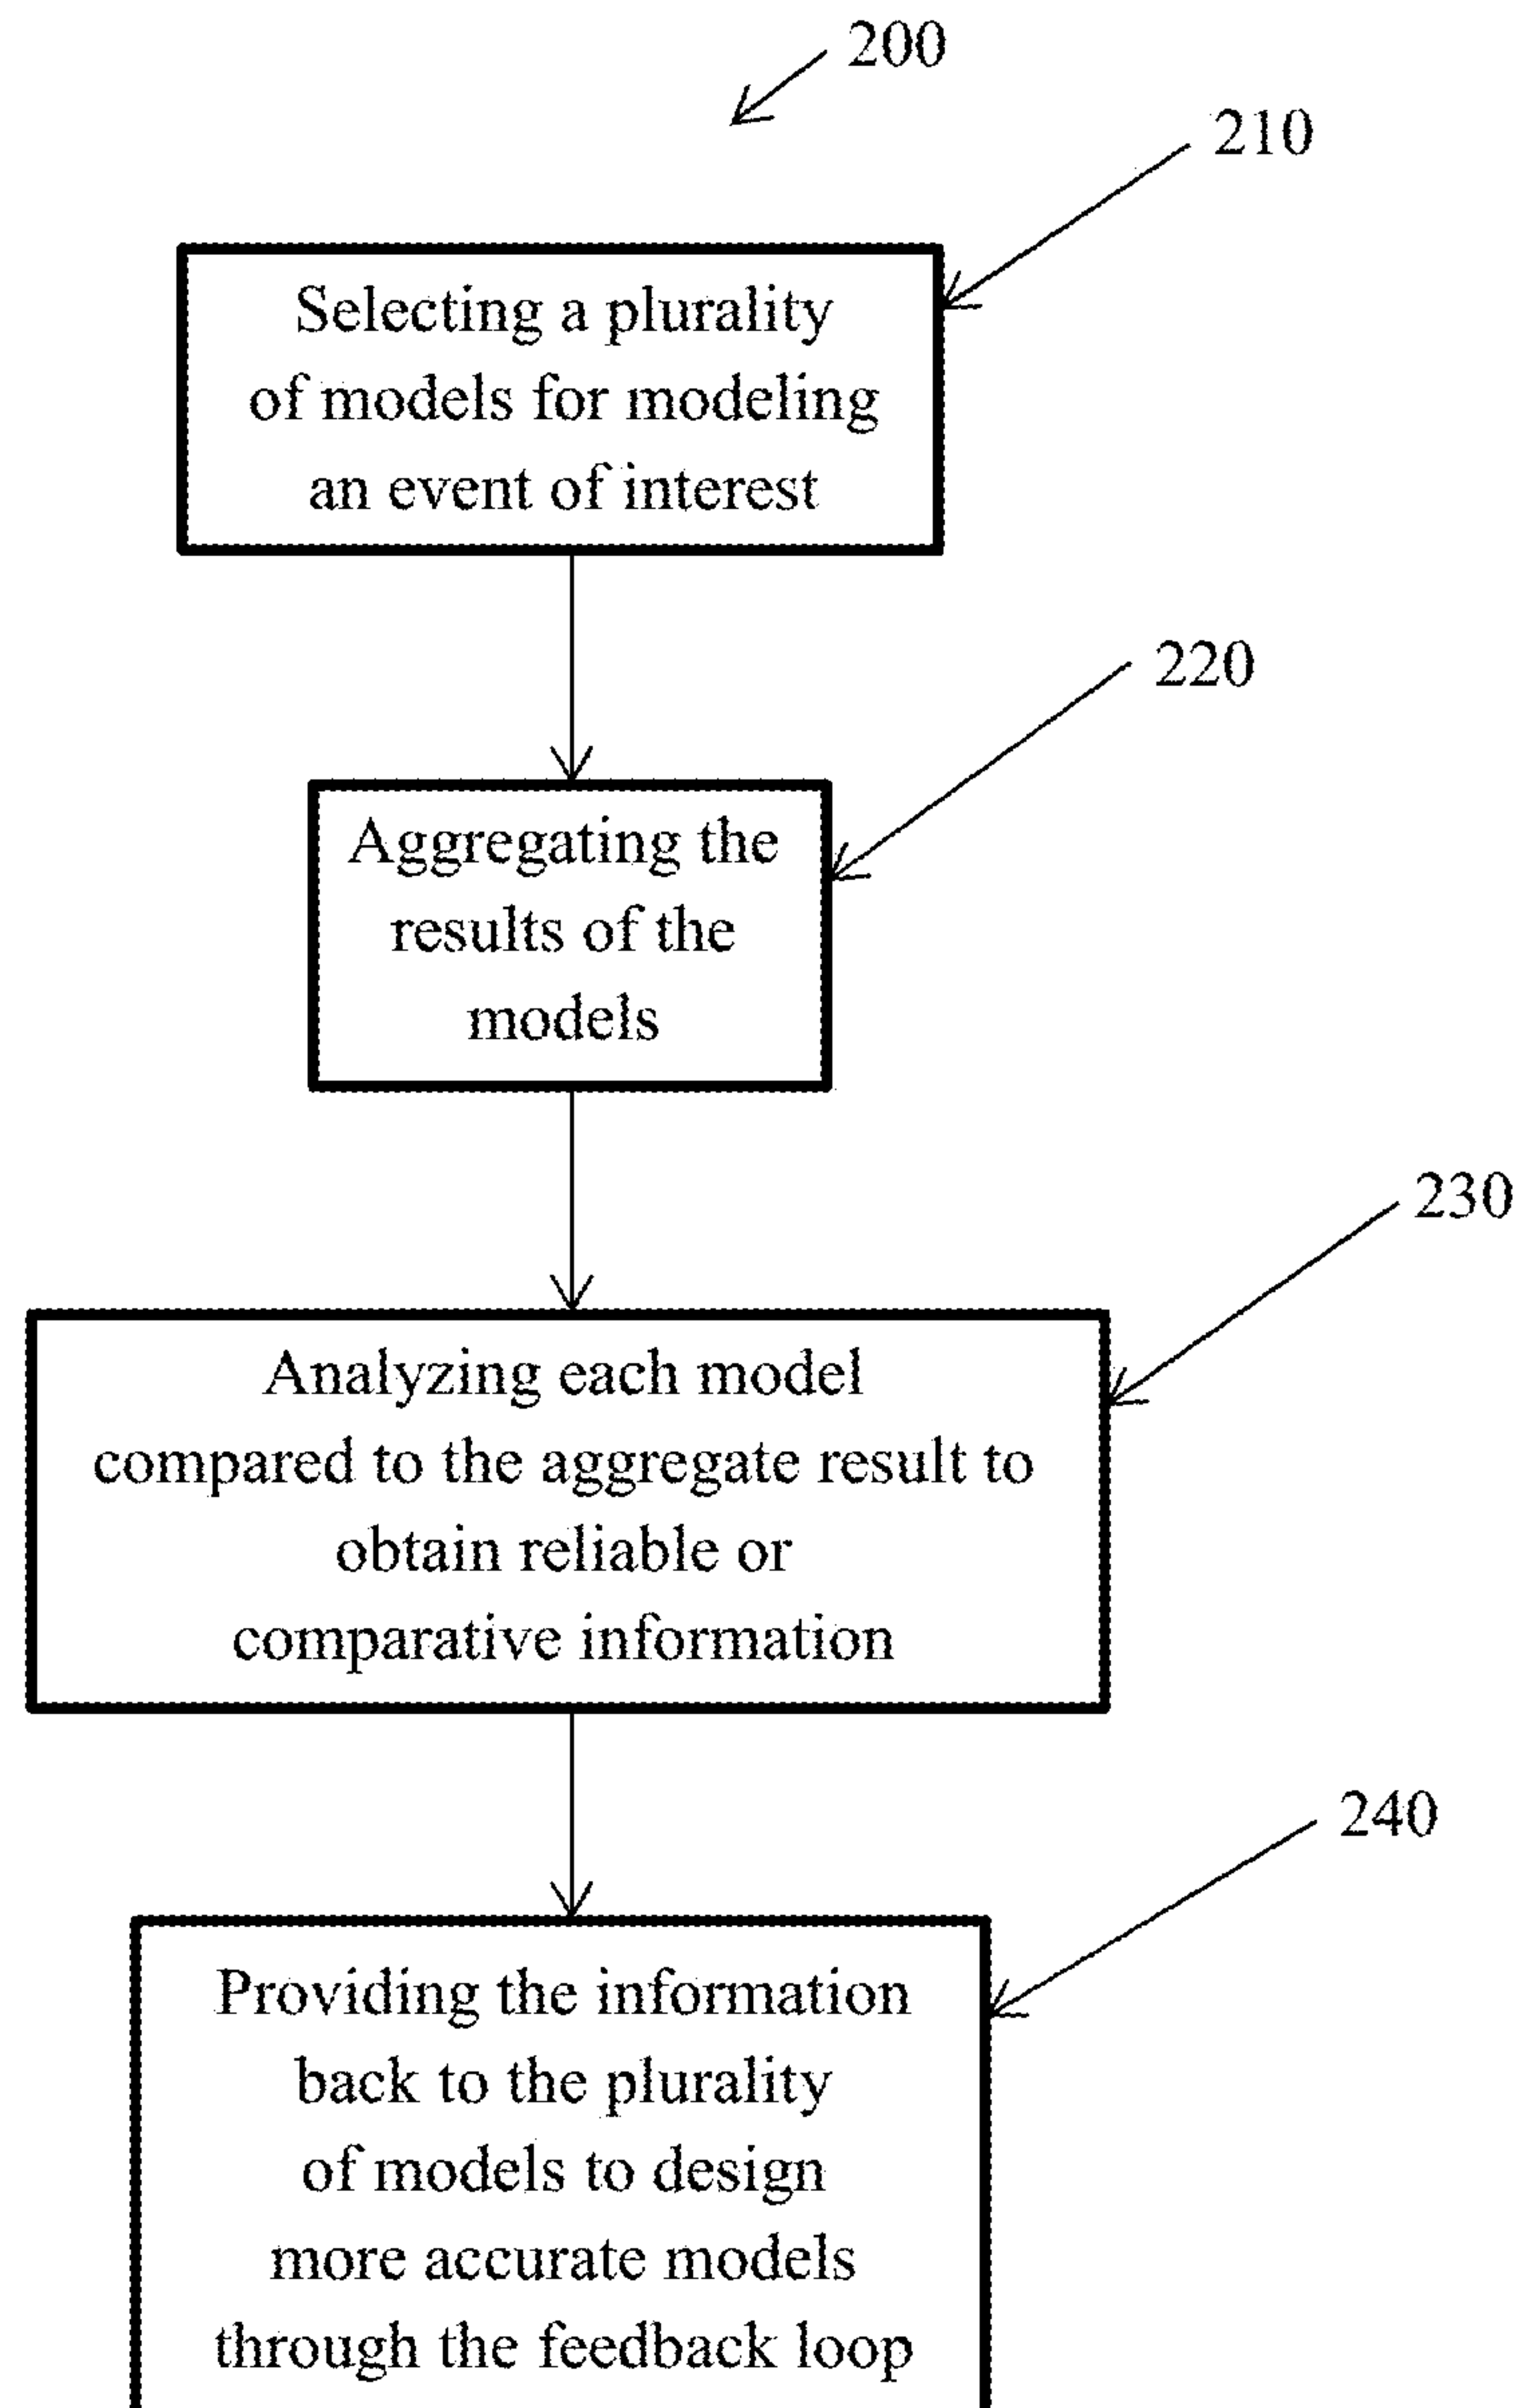 200
210
Selecting a plurality
of models for modeling
an event of interest
220
Aggregating the
results of the
models
230
Analyzing each model
compared to the aggregate result to
obtain reliable or
comparative information
240
Providing the information
back to the plurality
of models to design
more accurate models
through the feedback loop